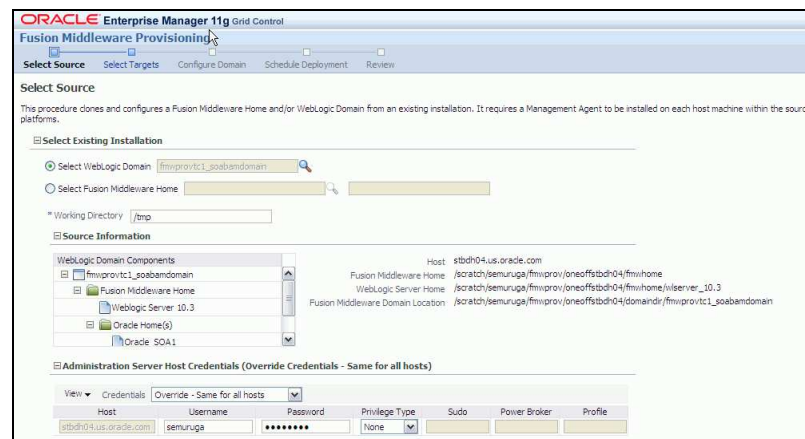 ORACLE Enterprise Manager 11g Grid Control
Fusion Middleware Provisioning
Select Source Select Targets Configure Domain Schedule Deployment Review
Select Source
This procedure clones and configures a Fusion Middleware Home and/or WebLogic Domain from an existing installation. It requires a Management Agent to be installed on each host machine within the sour
platforms.
Select Existing Installation
Select WebLogic Domain fmwprovtc1_soabamdomain
Select Fusion Middleware Home
* Working Directory /tmp
Source Information
WebLogic Domain Components
fmwprovtc1_soabamdomain
Fusion Middleware Home
Weblogic Server 10.3
Oracle Home(s)
Oracle SOA1
Host stbdh04.us.oracle.com
Fusion Middleware Home /scratch/semuruga/fmwprov/oneoffstbdh04/fmwhome
WebLogic Server Home /scratch/semuruga/fmwprov/oneoffstbdh04/fmwhome/wlserver_10.3
Fusion Middleware Domain Location /scratch/semuruga/fmwprov/oneoffstbdh04/domaindir/fmwprovtc1_soabamdomain
Administration Server Host Credentials (Override Credentials - Same for all hosts)
View Credentials Override - Same for all hosts
Host Username Password Privilege Type Sudo Power Broker Profile
stbdh04.us.oracle.com semuruga •••••••• None